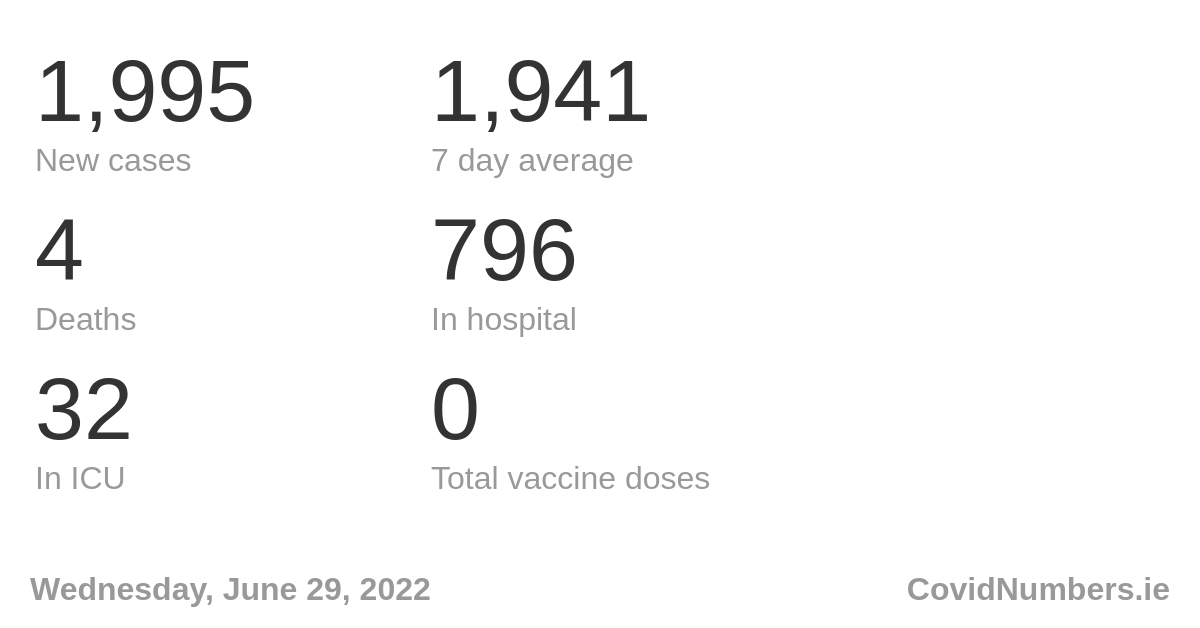 1,995 1,941
New cases 7 day average
4 796
Deaths In hospital
32 0
In ICU Total vaccine doses
Wednesday, June 29, 2022 CovidNumbers.ie